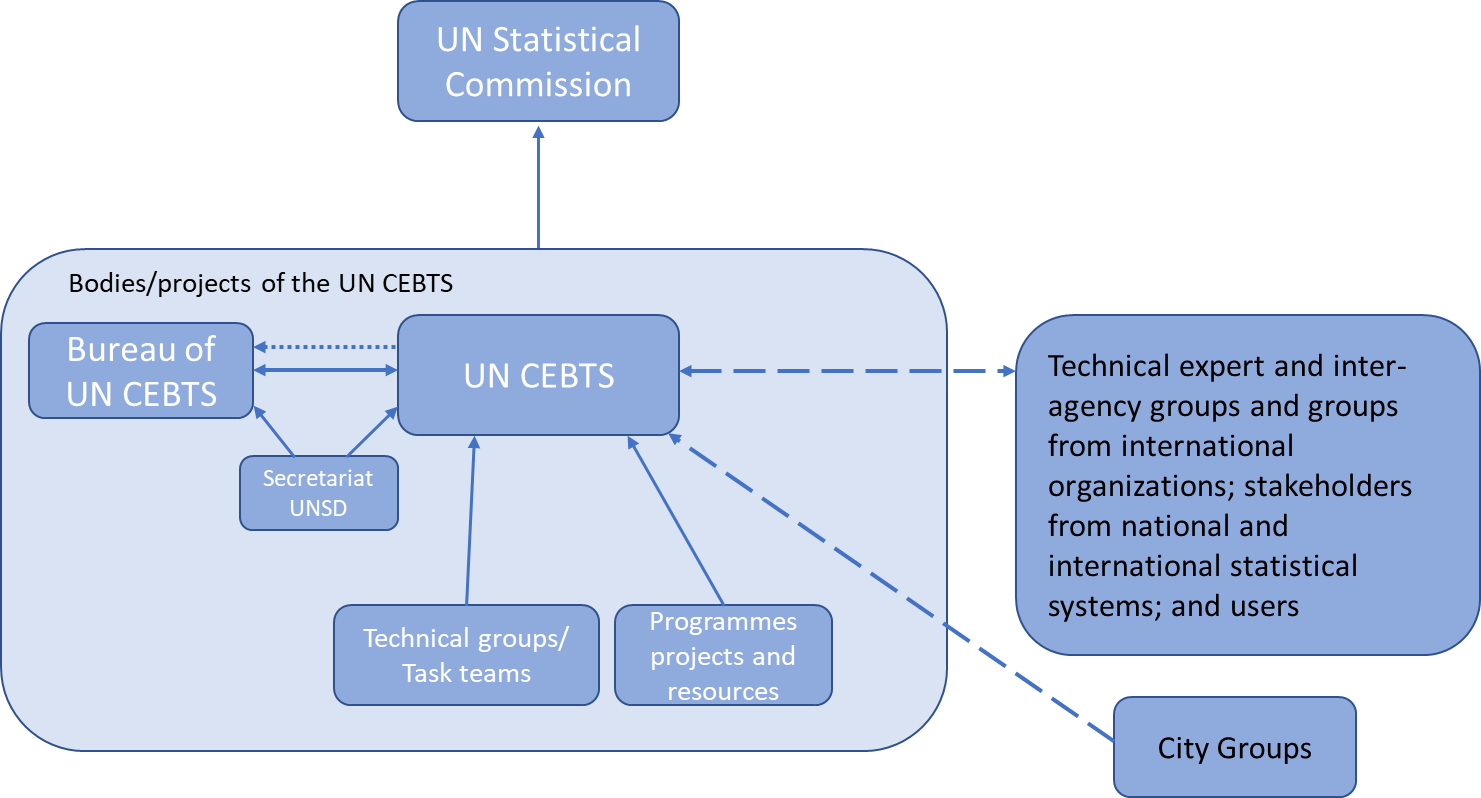 UN Statistical
Commission
Bodies/projects of the UN CEBTS
Bureau of
UN CEBTS
UN CEBTS
Secretariat
UNSD
Technical groups/
Task teams
Programmes
projects and
resources
Technical expert and inter-
agency groups and groups
from international
organizations; stakeholders
from national and
international statistical
systems; and users
City Groups